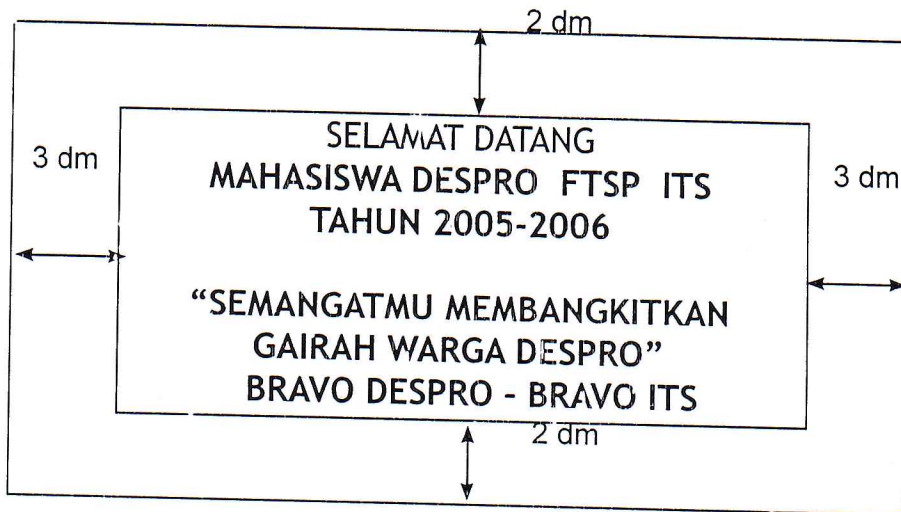 2 dm
SELAMAT DATANG
3 dm
3 dm
MAHASISWA DESPRO FTSP ITS
TAHUN 2005-2006
“SEMANGATMU MEMBANGKITKAN
GAIRAH WARGA DESPRO”
BRAVO DESPRO - BRAVO ITS
2 dm